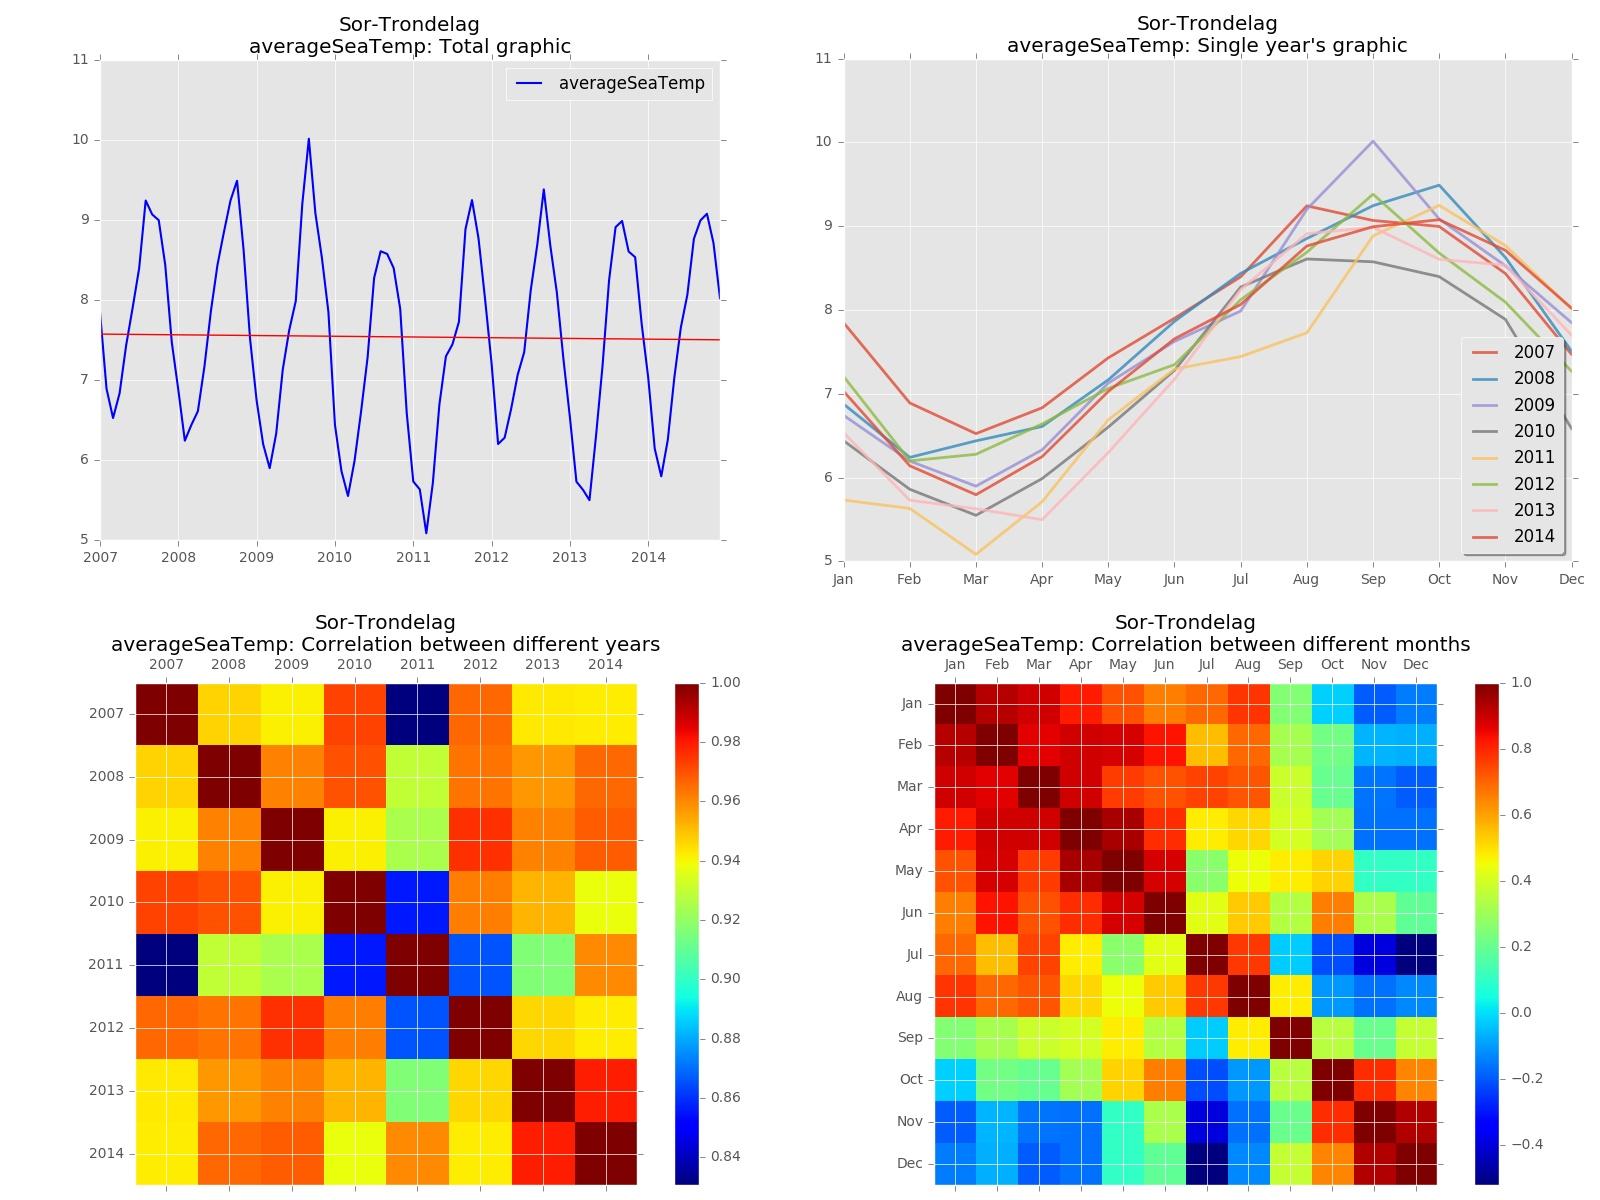 Sor-Trondelag
averageSeaTemp: Total graphic
11
10
9
8
7
6
5
averageSeaTemp
2007 2008 2009 2010 2011 2012 2013 2014
Sor-Trondelag
averageSeaTemp: Single year's graphic
11
10
9
8
7
6
5
2007
2008
2009
2010
2011
2012
2013
2014
Jan Feb Mar Apr May Jun Jul Aug Sep Oct Nov Dec
Sor-Trondelag
averageSeaTemp: Correlation between different years
2007 2008 2009 2010 2011 2012 2013 2014
2007
2008
2009
2010
2011
2012
2013
2014
1.00
0.98
0.96
0.94
0.92
0.90
0.88
0.86
0.84
Sor-Trondelag
averageSeaTemp: Correlation between different months
Jan Feb Mar Apr May Jun Jul Aug Sep Oct Nov Dec
Jan
Feb
Mar
Apr
May
Jun
Jul
Aug
Sep
Oct
Nov
Dec
1.0
0.8
0.6
0.4
0.2
0.0
−0.2
−0.4